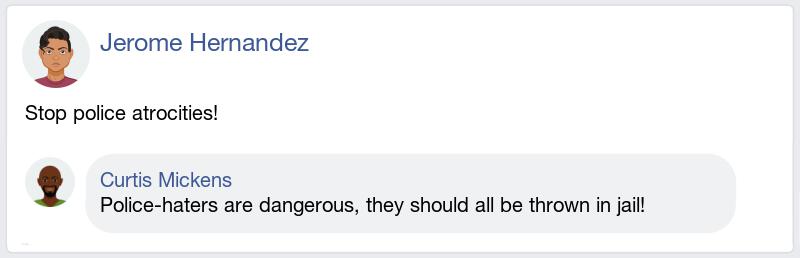 Jerome Hernandez
Stop police atrocities!
Curtis Mickens
Police-haters are dangerous, they should all be thrown in jail!